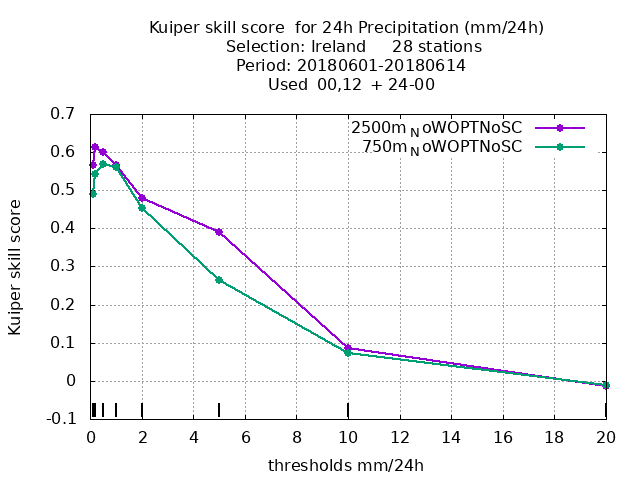 Kuiper skill score  for 24h Precipitation (mm/24h)
Selection: Ireland     28 stations
Period: 20180601-20180614
Used  00,12  + 24-00
2500m_NoWOPTNoSC
750m_NoWOPTNoSC
Kuiper skill score
0.7
0.6
0.5
0.4
0.3
0.2
0.1
0
-0.1
0 2 4 6 8 10 12 14 16 18 20
thresholds mm/24h